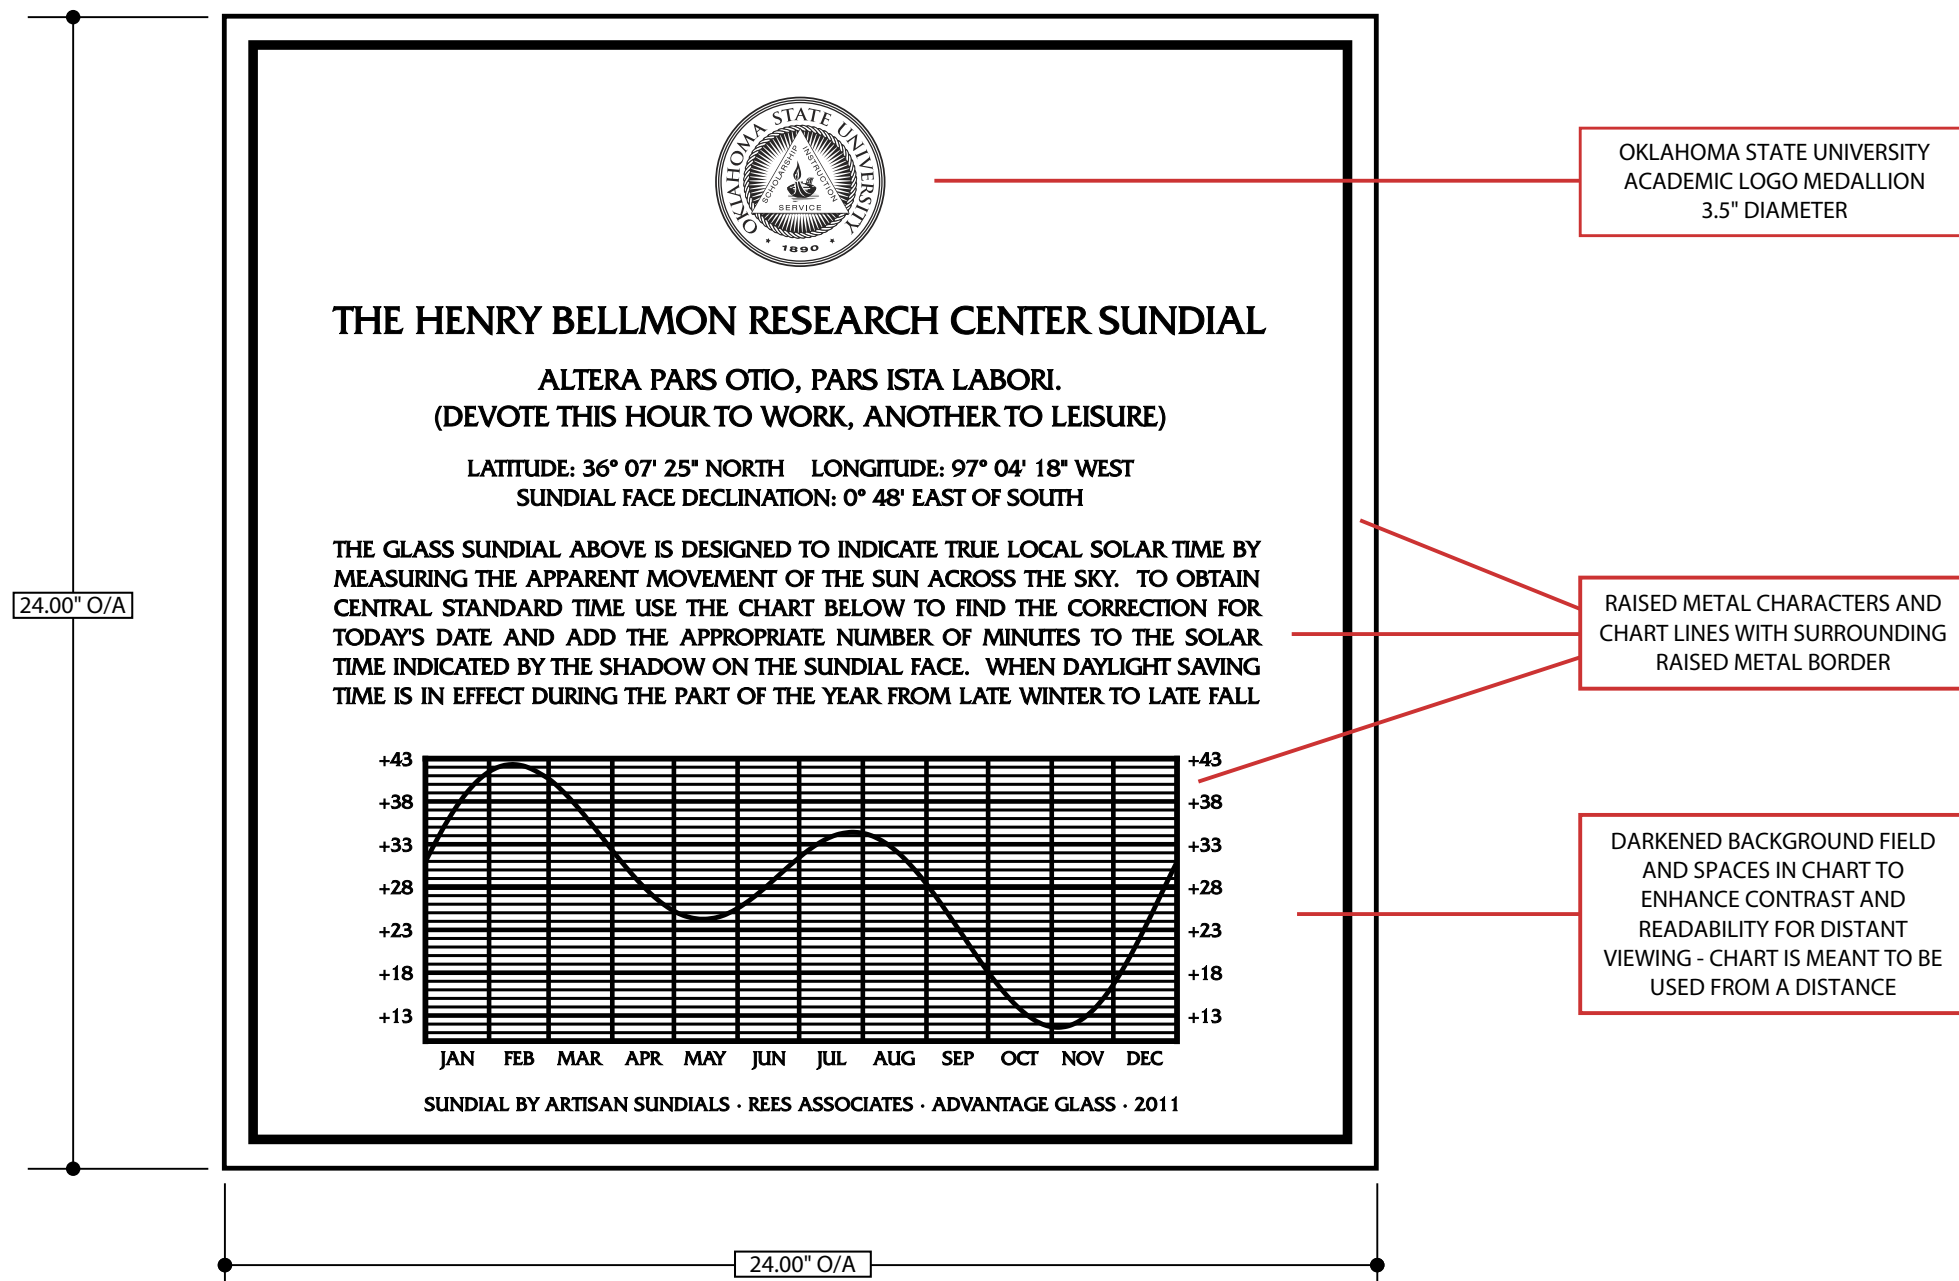 OKLAHOMA STATE UNIVERSITY
SCHOLARSHIP
INSTRUCTION
SERVICE
* 1890 *
THE HENRY BELLMON RESEARCH CENTER SUNDIAL
ALTERA PARS OTIO, PARS ISTA LABORI.
(DEVOTE THIS HOUR TO WORK, ANOTHER TO LEISURE)
LATITUDE: 36° 07' 25" NORTH LONGITUDE: 97° 04' 18" WEST
SUNDIAL FACE DECLINATION: 0° 48' EAST OF SOUTH
THE GLASS SUNDIAL ABOVE IS DESIGNED TO INDICATE TRUE LOCAL SOLAR TIME BY
MEASURING THE APPARENT MOVEMENT OF THE SUN ACROSS THE SKY. TO OBTAIN
CENTRAL STANDARD TIME USE THE CHART BELOW TO FIND THE CORRECTION FOR
TODAY'S DATE AND ADD THE APPROPRIATE NUMBER OF MINUTES TO THE SOLAR
TIME INDICATED BY THE SHADOW ON THE SUNDIAL FACE. WHEN DAYLIGHT SAVING
TIME IS IN EFFECT DURING THE PART OF THE YEAR FROM LATE WINTER TO LATE FALL
+43 +43
+38 +38
+33 +33
+28 +28
+23 +23
+18 +18
+13 +13
JAN FEB MAR APR MAY JUN JUL AUG SEP OCT NOV DEC
SUNDIAL BY ARTISAN SUNDIALS · REES ASSOCIATES · ADVANTAGE GLASS · 2011
24.00" O/A
24.00" O/A
OKLAHOMA STATE UNIVERSITY
ACADEMIC LOGO MEDALLION
3.5" DIAMETER
RAISED METAL CHARACTERS AND
CHART LINES WITH SURROUNDING
RAISED METAL BORDER
DARKENED BACKGROUND FIELD
AND SPACES IN CHART TO
ENHANCE CONTRAST AND
READABILITY FOR DISTANT
VIEWING - CHART IS MEANT TO BE
USED FROM A DISTANCE